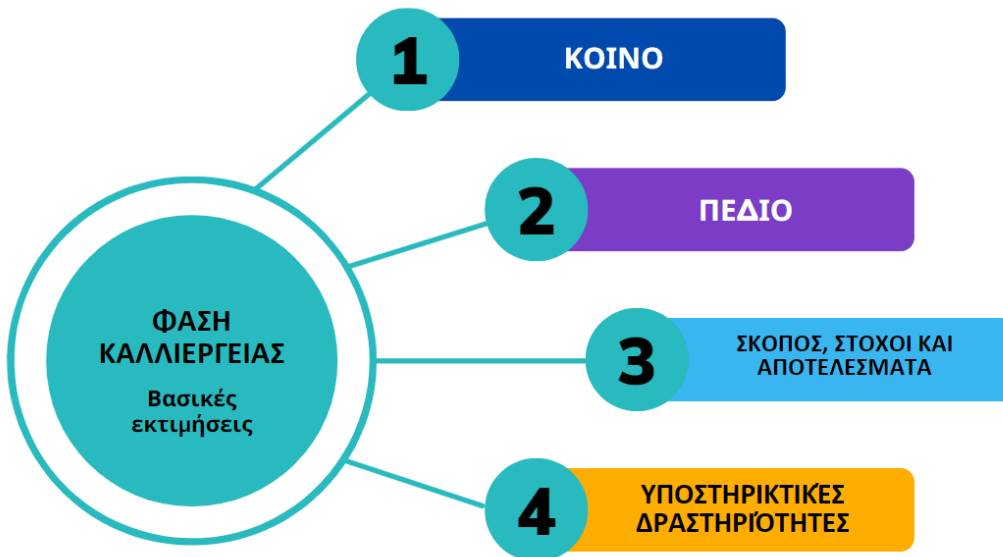 1
ΚΟΙΝΟ
2
ΠΕΔΙΟ
ΦΑΣΗ
ΚΑΛΛΙΕΡΓΕΙΑΣ
Βασικές
εκτιμήσεις
3
ΣΚΟΠΟΣ, ΣΤΟΧΟΙ ΚΑΙ
ΑΠΟΤΕΛΕΣΜΑΤΑ
4
ΥΠΟΣΤΗΡΙΚΤΙΚΈΣ
ΔΡΑΣΤΗΡΙΌΤΗΤΕΣ